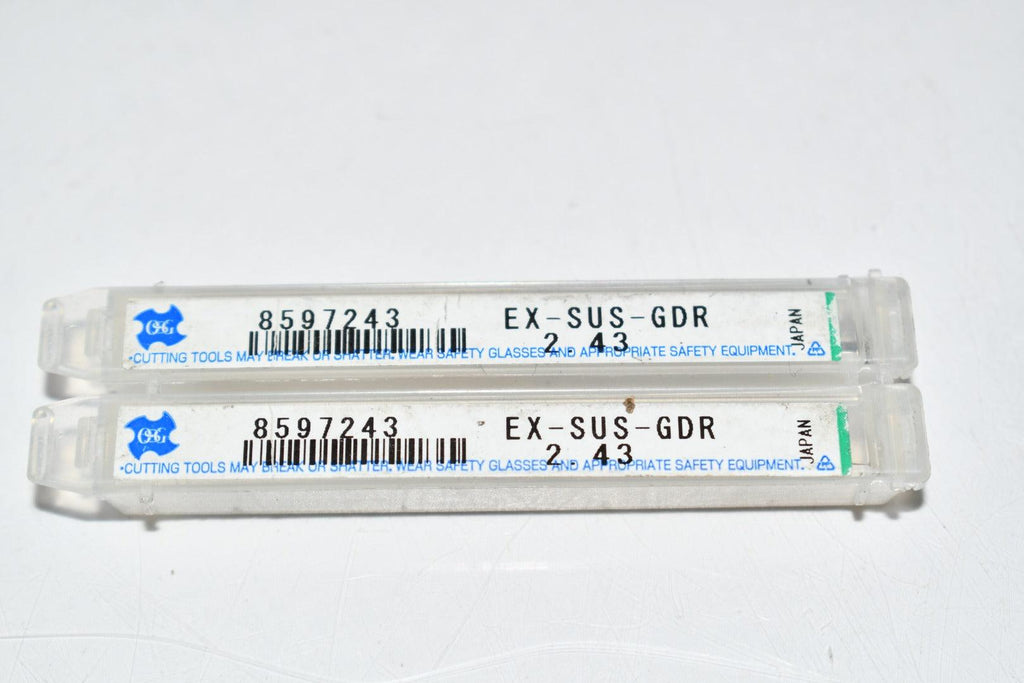 OSG
8597243
EX-SUS-GDR
2.43
JAPAN
•CUTTING TOOLS MAY BREAK OR SHATTER. WEAR SAFETY GLASSES AND APPROPRIATE SAFETY EQUIPMENT.
OSG
8597243
EX-SUS-GDR
2.43
JAPAN
•CUTTING TOOLS MAY BREAK OR SHATTER. WEAR SAFETY GLASSES AND APPROPRIATE SAFETY EQUIPMENT.